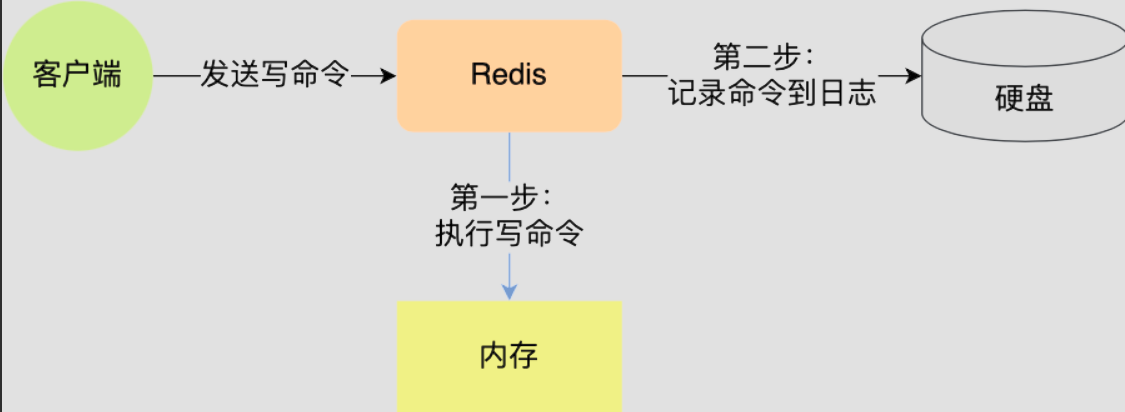 客户端
发送写命令
Redis
第二步：
记录命令到日志
硬盘
第一步：
执行写命令
内存